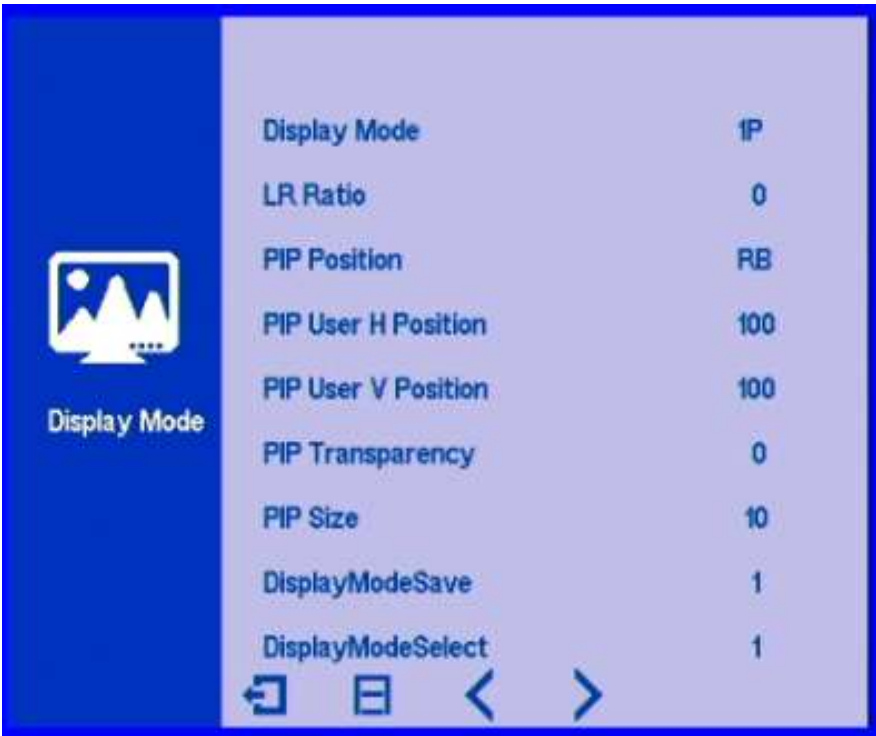 Display Mode
Display Mode 1P
LR Ratio 0
PIP Position RB
PIP User H Position 100
PIP User V Position 100
PIP Transparency 0
PIP Size 10
DisplayModeSave 1
DisplayModeSelect 1